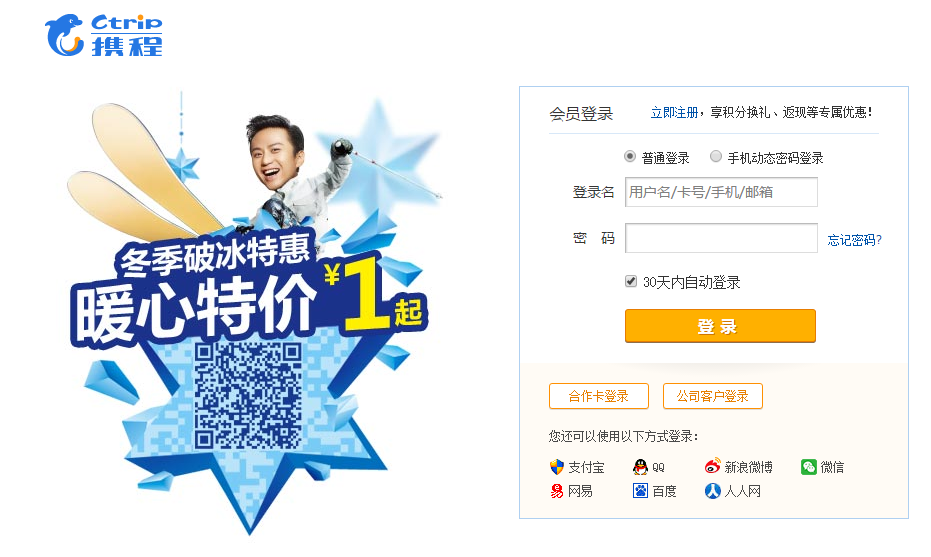 Ctrip
携程
冬季破冰特惠
暖心特价¥1起
会员登录 立即注册,享积分换礼、返现等专属优惠!
普通登录 手机动态密码登录
登录名 用户名/卡号/手机/邮箱
密 码 忘记密码?
30天内自动登录
登 录
合作卡登录 公司客户登录
您还可以使用以下方式登录:
支付宝 QQ 新浪微博 微信
网易 百度 人人网